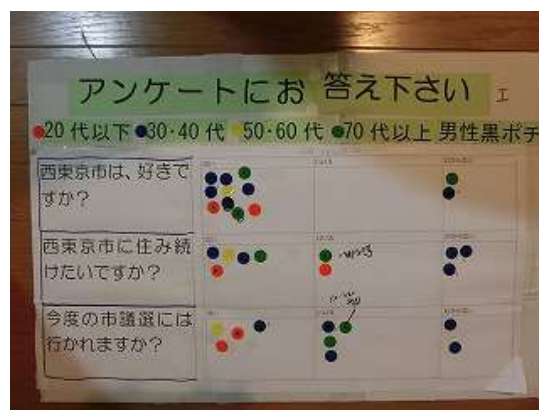 アンケートにお 答え下さい
●20代以下●30・40代 ●50・60代●70代以上 男性黒ポチ
西東京市は、好きで
すか?
西東京市に住み続
けたいですか?
今度の市議選には
行かれますか?